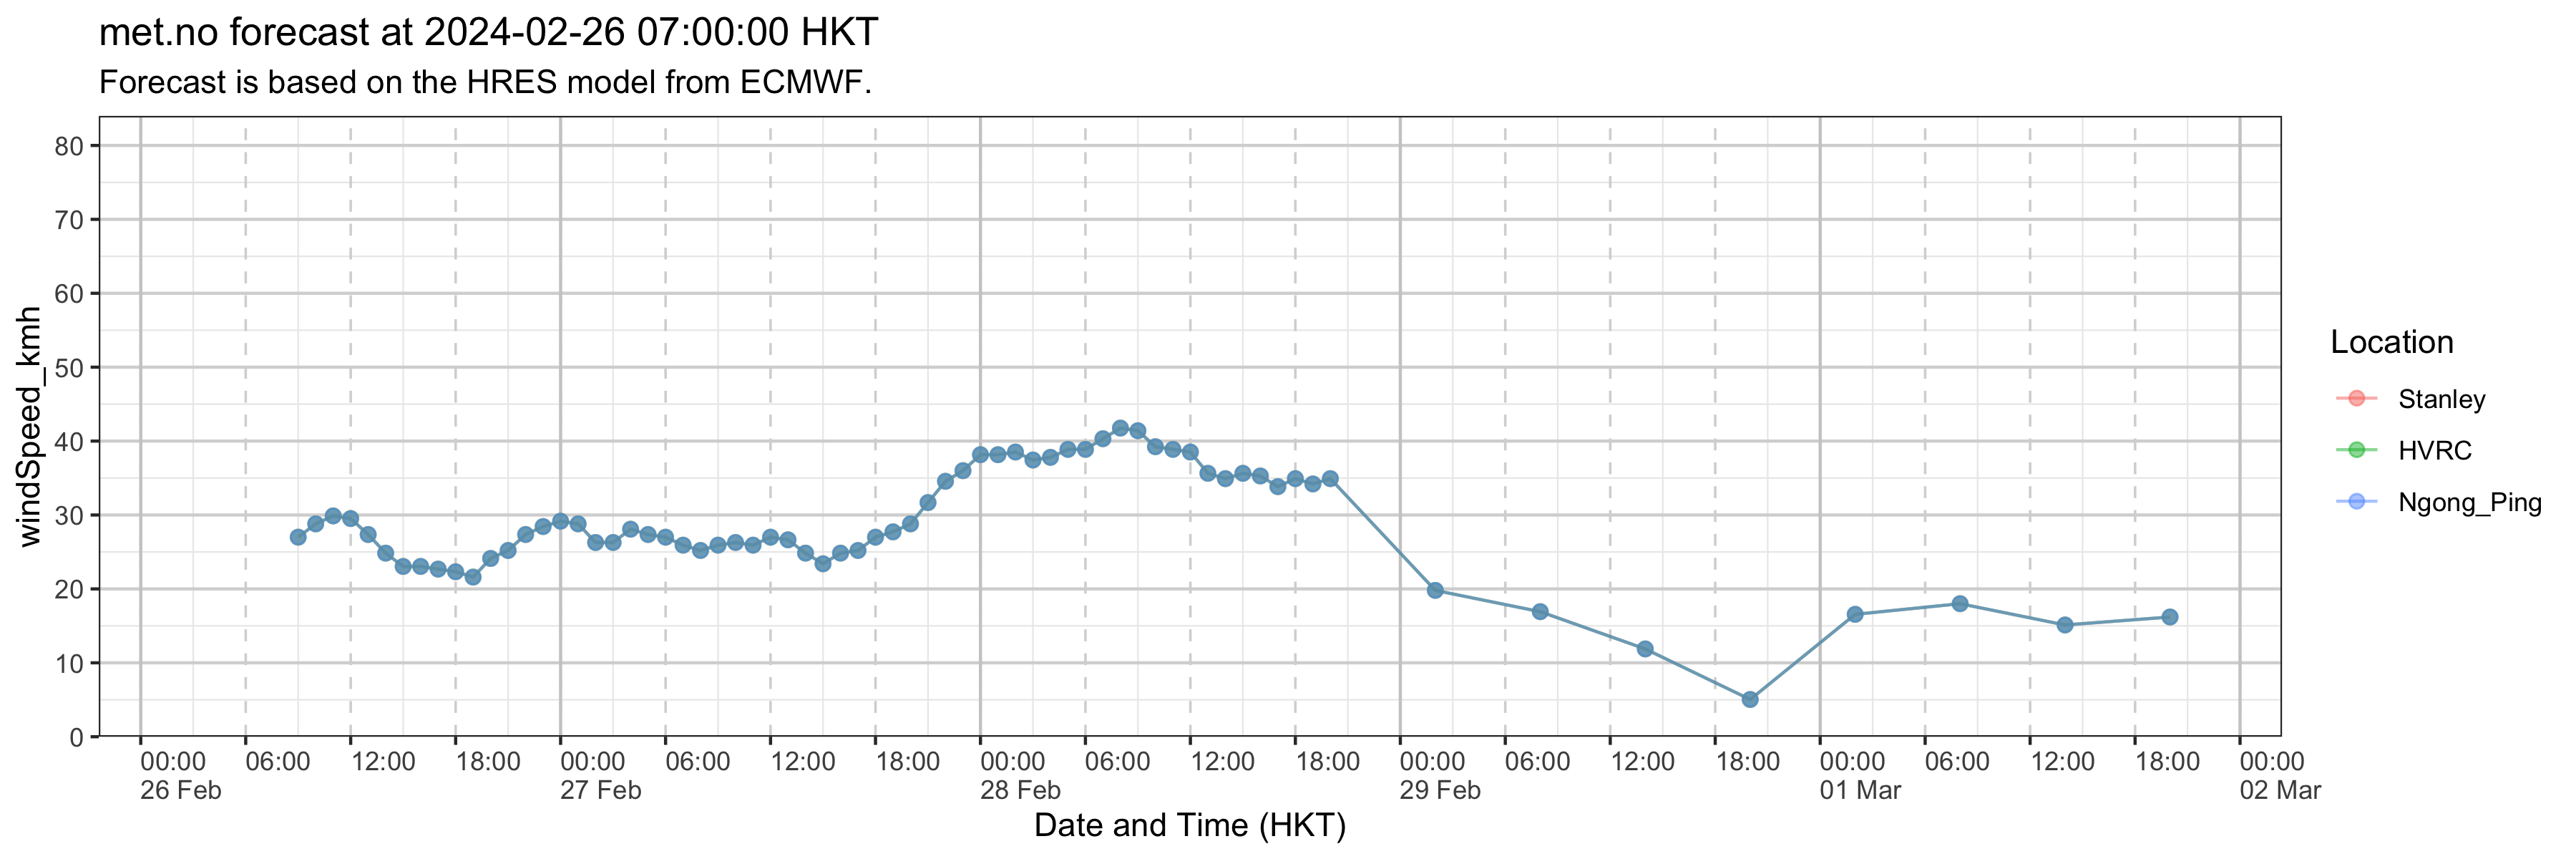 met.no forecast at 2024-02-26 07:00:00 HKT
Forecast is based on the HRES model from ECMWF.
windSpeed_kmh
80
70
60
50
40
30
20
10
0
00:00 06:00 12:00 18:00 00:00 06:00 12:00 18:00 00:00 06:00 12:00 18:00 00:00 06:00 12:00 18:00 00:00 06:00 12:00 18:00 00:00
26 Feb 27 Feb 28 Feb 29 Feb 01 Mar 02 Mar
Date and Time (HKT)
Location
Stanley
HVRC
Ngong_Ping